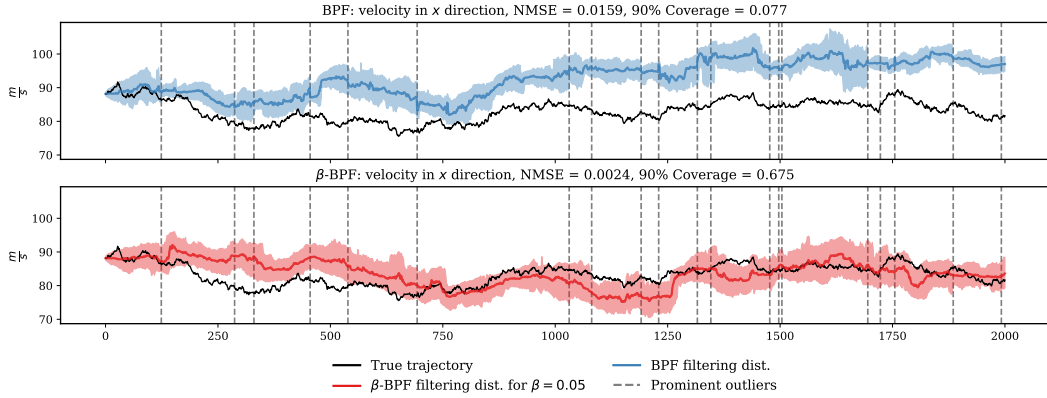 BPF: velocity in x direction, NMSE = 0.0159, 90% Coverage = 0.077
100
90
80
70
m/s
β-BPF: velocity in x direction, NMSE = 0.0024, 90% Coverage = 0.675
100
90
80
70
m/s
0 250 500 750 1000 1250 1500 1750 2000
True trajectory BPF filtering dist.
β-BPF filtering dist. for β = 0.05 Prominent outliers